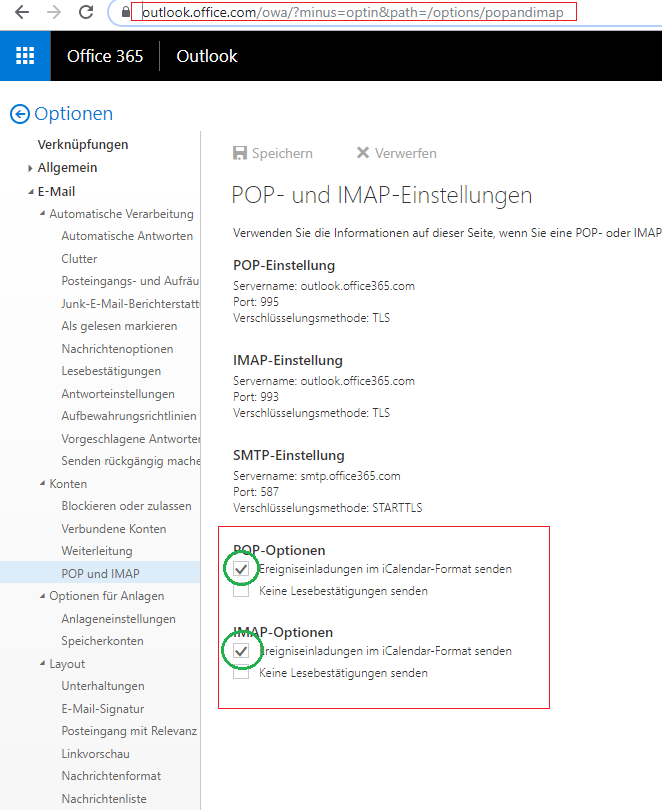 outlook.office.com/owa/?minus=optin&path=/options/popandimap
Office 365 Outlook
Optionen
Verknüpfungen
Allgemein
E-Mail
Automatische Verarbeitung
Automatische Antworten
Clutter
Posteingangs- und Aufräu
Junk-E-Mail-Berichterstatt
Als gelesen markieren
Nachrichtenoptionen
Lesebestätigungen
Antworteinstellungen
Aufbewahrungsrichtlinien
Vorgeschlagene Antworten
Senden rückgängig mache
Konten
Blockieren oder zulassen
Verbundene Konten
Weiterleitung
POP und IMAP
Optionen für Anlagen
Anlageneinstellungen
Speicherkonten
Layout
Unterhaltungen
E-Mail-Signatur
Posteingang mit Relevanz
Linkvorschau
Nachrichtenformat
Nachrichtenliste
Speichern Verwerfen
POP- und IMAP-Einstellungen
Verwenden Sie die Informationen auf dieser Seite, wenn Sie eine POP- oder IMAP
POP-Einstellung
Servername: outlook.office365.com
Port: 995
Verschlüsselungsmethode: TLS
IMAP-Einstellung
Servername: outlook.office365.com
Port: 993
Verschlüsselungsmethode: TLS
SMTP-Einstellung
Servername: smtp.office365.com
Port: 587
Verschlüsselungsmethode: STARTTLS
POP-Optionen
Ereigniseinladungen im iCalendar-Format senden
Keine Lesebestätigungen senden
IMAP-Optionen
Ereigniseinladungen im iCalendar-Format senden
Keine Lesebestätigungen senden